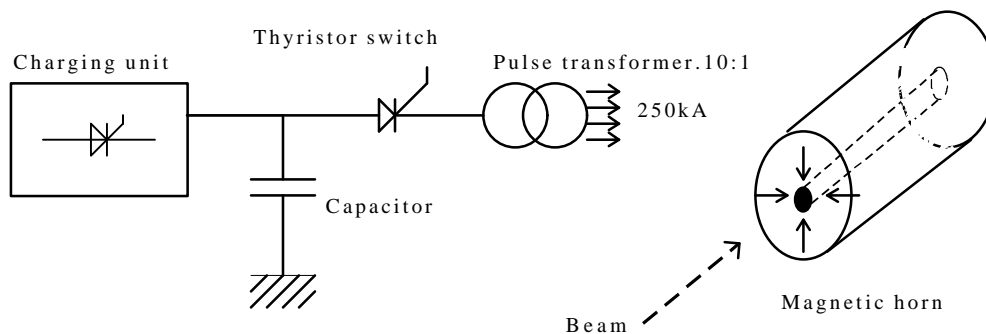 Thyristor switch
Charging unit
Pulse transformer.10:1
250kA
Capacitor
Magnetic horn
Beam